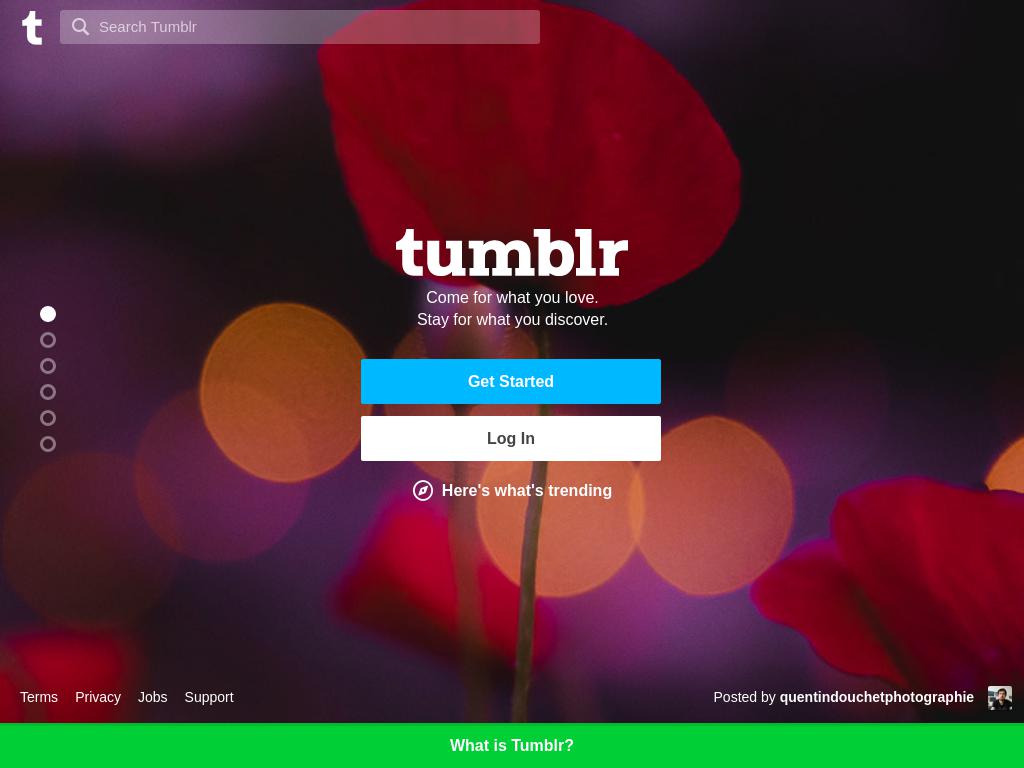 t
Search Tumblr
tumblr
Come for what you love.
Stay for what you discover.
Get Started
Log In
Here's what's trending
Terms Privacy Jobs Support
Posted by quentindouchetphotographie
What is Tumblr?